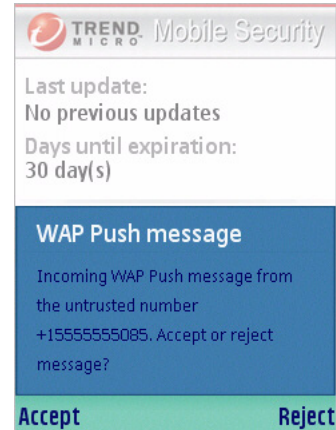 TREND MICRO Mobile Security
Last update:
No previous updates
Days until expiration:
30 day(s)
WAP Push message
Incoming WAP Push message from
the untrusted number
+15555555085. Accept or reject
message?
Accept Reject